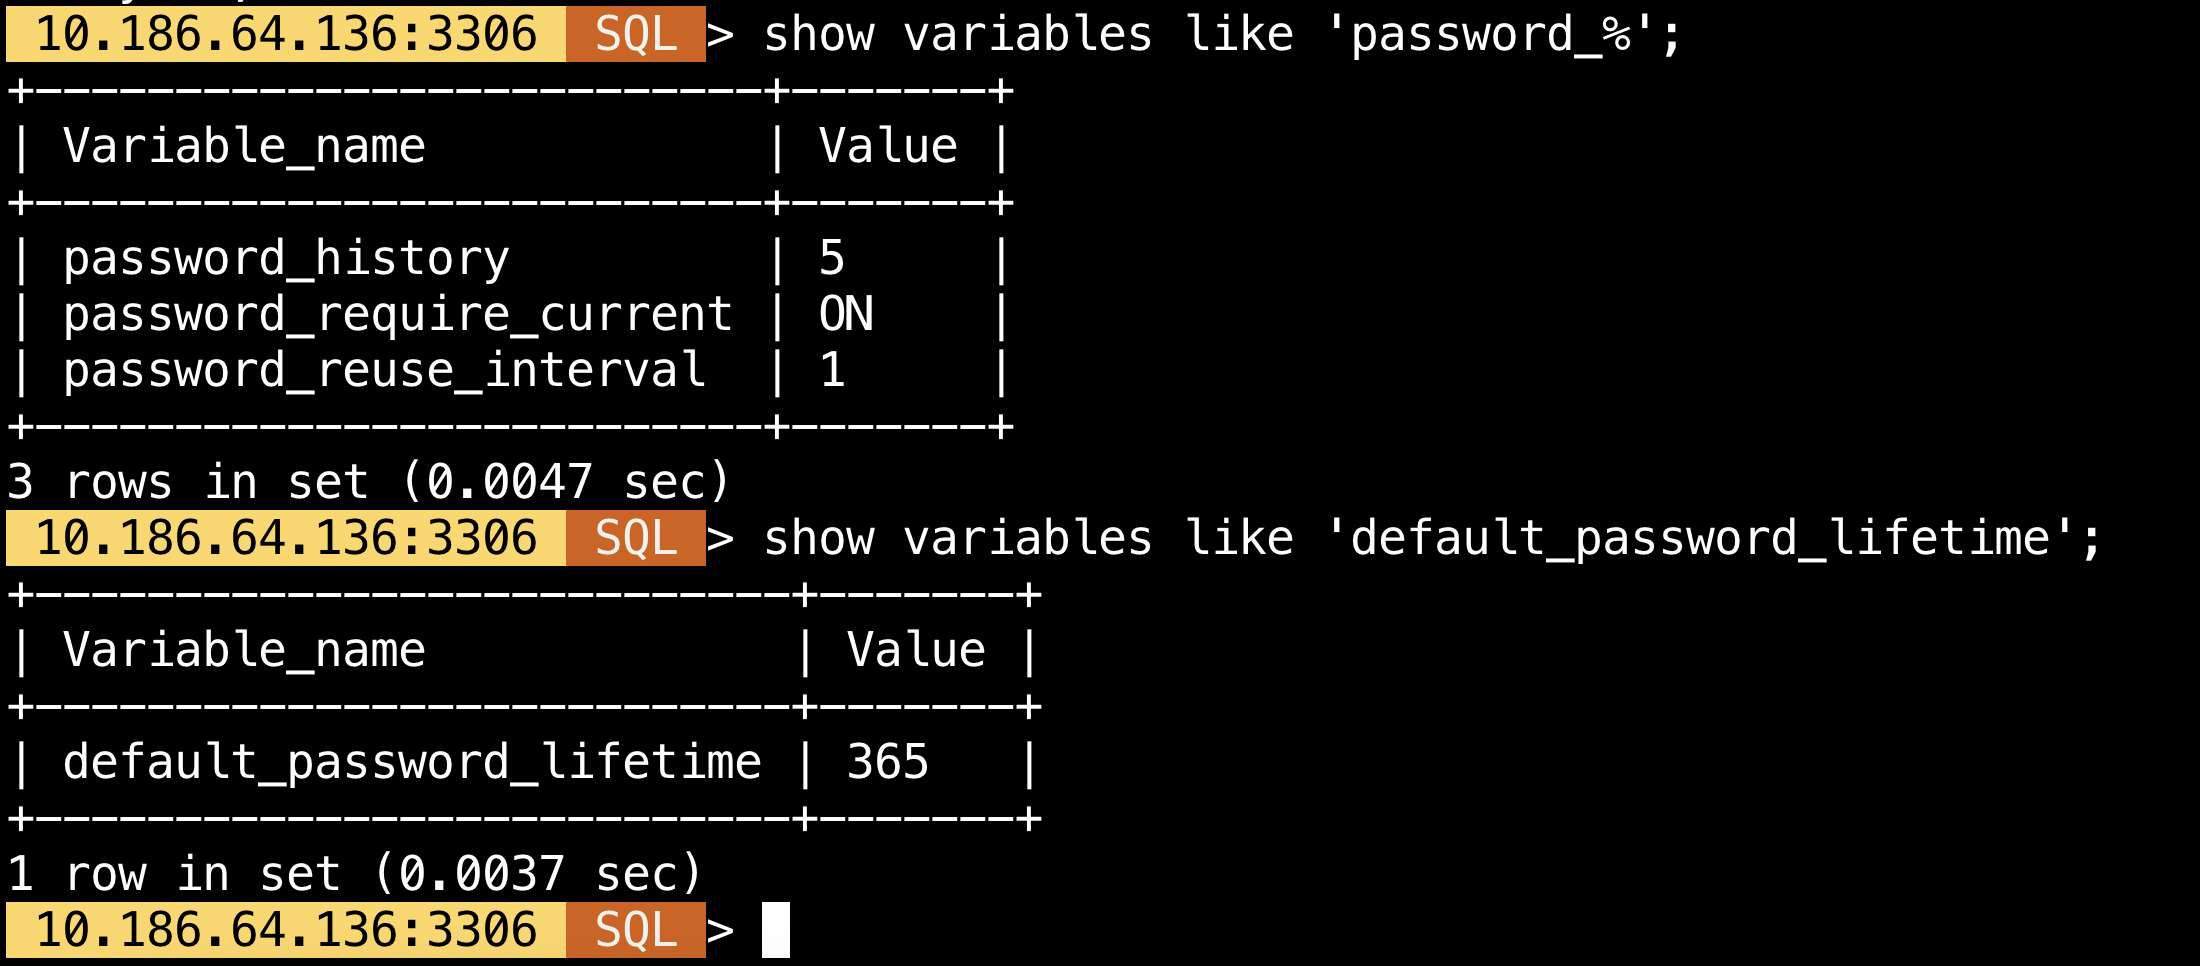 10.186.64.136:3306  SQL > show variables like 'password_%';
+--------------------------+-------+
| Variable_name            | Value |
+--------------------------+-------+
| password_history         | 5     |
| password_require_current | ON    |
| password_reuse_interval  | 1     |
+--------------------------+-------+
3 rows in set (0.0047 sec)
10.186.64.136:3306  SQL > show variables like 'default_password_lifetime';
+---------------------------+-------+
| Variable_name             | Value |
+---------------------------+-------+
| default_password_lifetime | 365   |
+---------------------------+-------+
1 row in set (0.0037 sec)
10.186.64.136:3306  SQL >